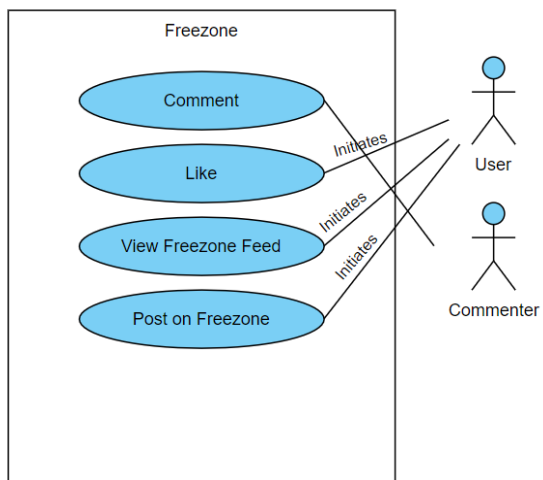 Freezone
Comment
Initiates
Like
User
Initiates
View Freezone Feed
Initiates
Post on Freezone
Commenter